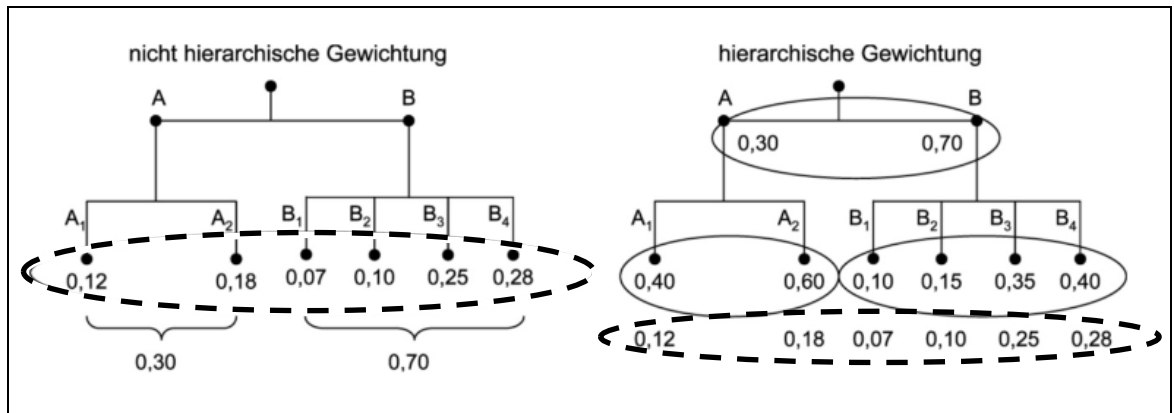 nicht hierarchische Gewichtung
A B
A1 A2 B1 B2 B3 B4
0,12 0,18 0,07 0,10 0,25 0,28
0,30 0,70
hierarchische Gewichtung
A B
0,30 0,70
A1 A2 B1 B2 B3 B4
0,40 0,60 0,10 0,15 0,35 0,40
0,12 0,18 0,07 0,10 0,25 0,28